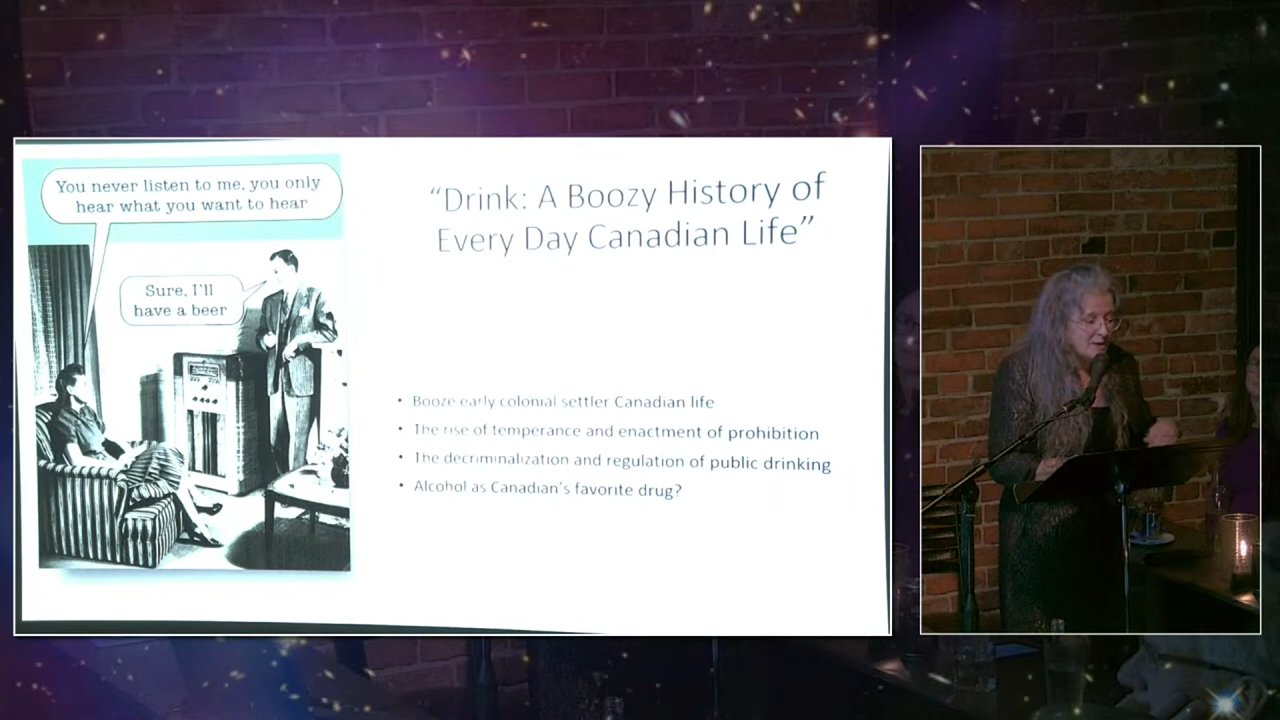 You never listen to me, you only
hear what you want to hear
Sure, I'll
have a beer
“Drink: A Boozy History of
Every Day Canadian Life”
• Booze early colonial settler Canadian life
• The rise of temperance and enactment of prohibition
• The decriminalization and regulation of public drinking
• Alcohol as Canadian's favorite drug?